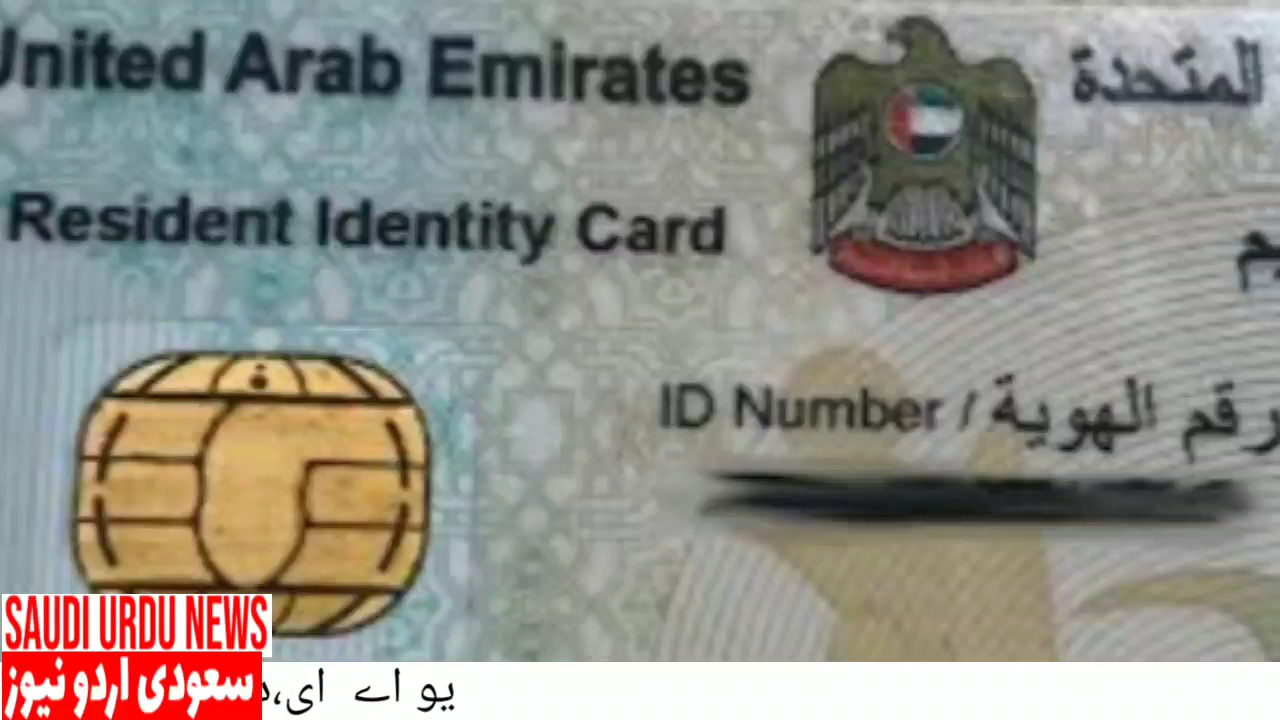 United Arab Emirates
المتحدة
Resident Identity Card
ID Number / رقم الهوية
SAUDI URDU NEWS
سعودی اردو نیوز
یو اے ای،